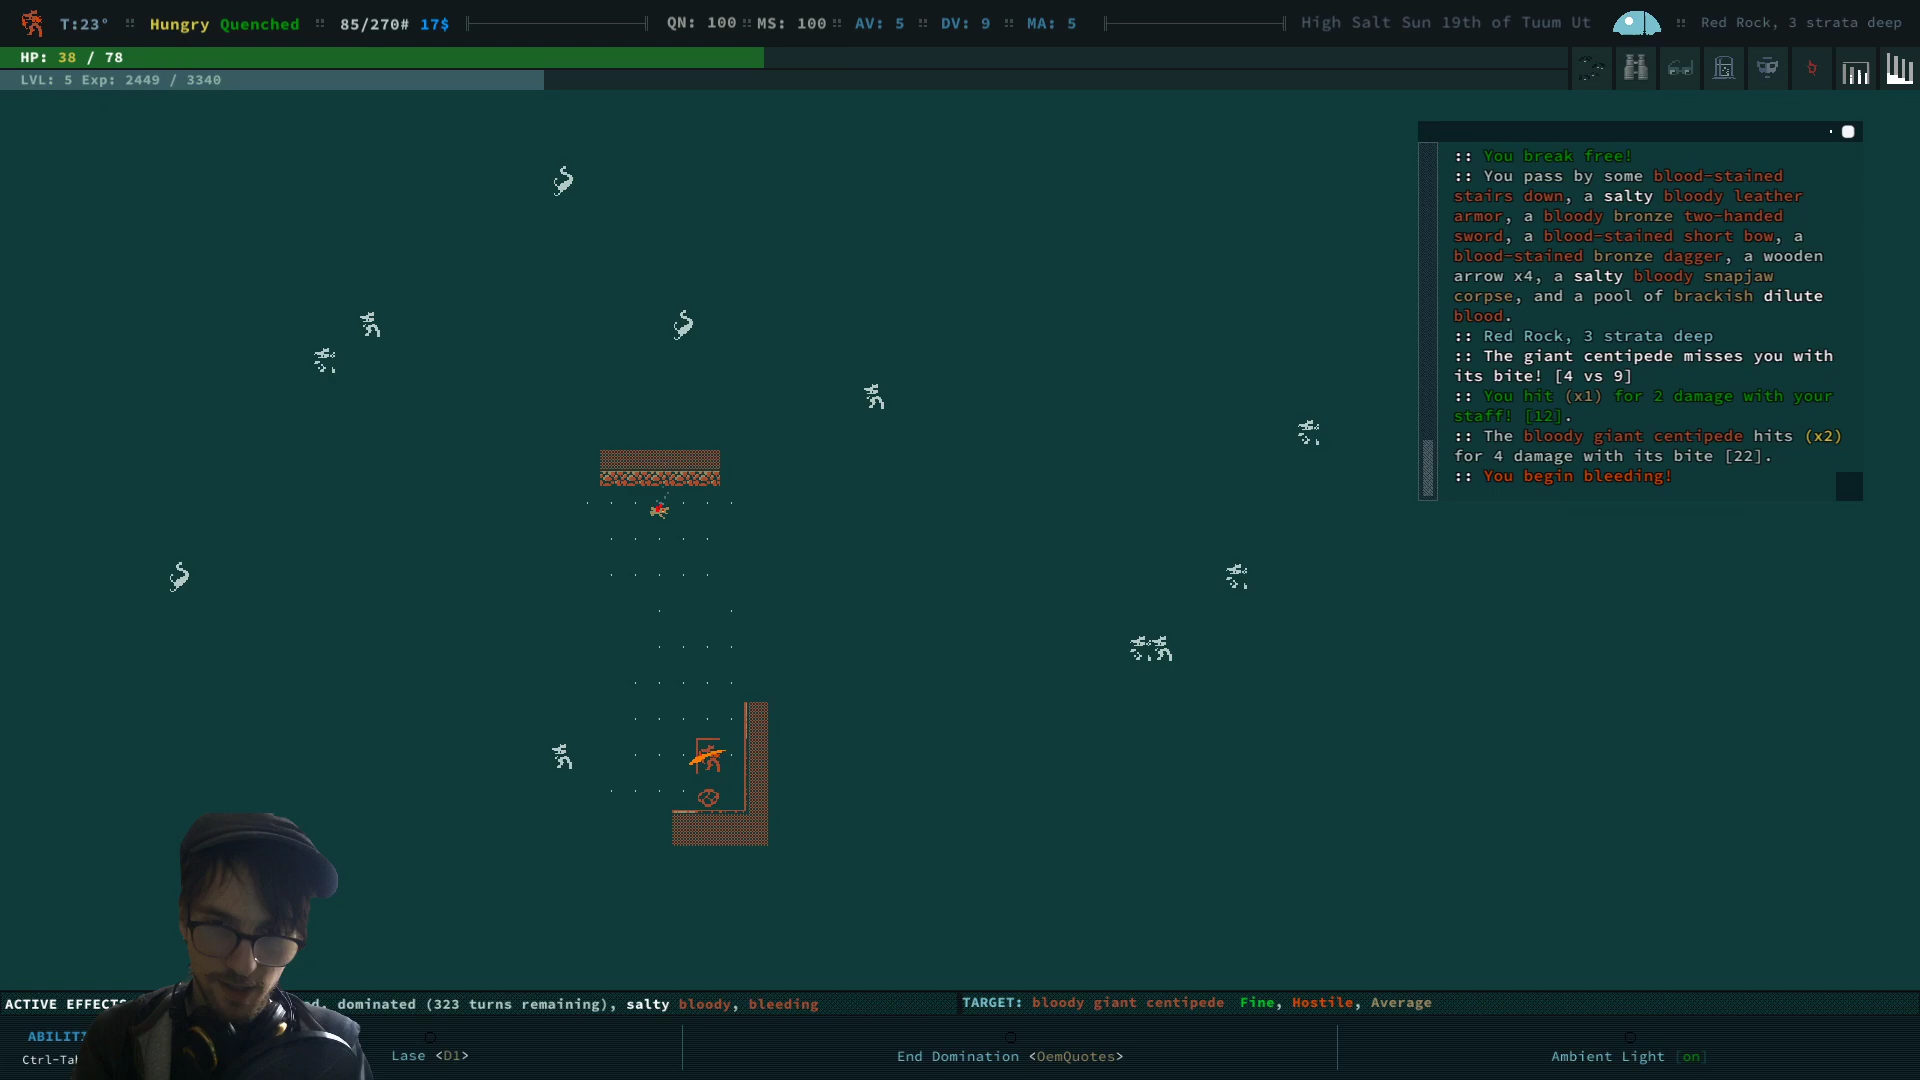 T:23° :: Hungry Quenched :: 85/270# 17$ QN: 100 :: MS: 100 :: AV: 5 :: DV: 9 :: MA: 5 High Salt Sun 19th of Tuum Ut :: Red Rock, 3 strata deep
HP: 38 / 78
LVL: 5 Exp: 2449 / 3340
:: You break free!
:: You pass by some blood-stained
stairs down, a salty bloody leather
armor, a bloody bronze two-handed
sword, a blood-stained short bow, a
blood-stained bronze dagger, a wooden
arrow x4, a salty bloody snapjaw
corpse, and a pool of brackish dilute
blood.
:: Red Rock, 3 strata deep
:: The giant centipede misses you with
its bite! [4 vs 9]
:: You hit (x1) for 2 damage with your
staff! [12].
:: The bloody giant centipede hits (x2)
for 4 damage with its bite [22].
:: You begin bleeding!
ACTIVE EFFECTS dominated (323 turns remaining), salty bloody, bleeding
TARGET: bloody giant centipede Fine, Hostile, Average
Lase <D1> End Domination <OemQuotes> Ambient Light [on]